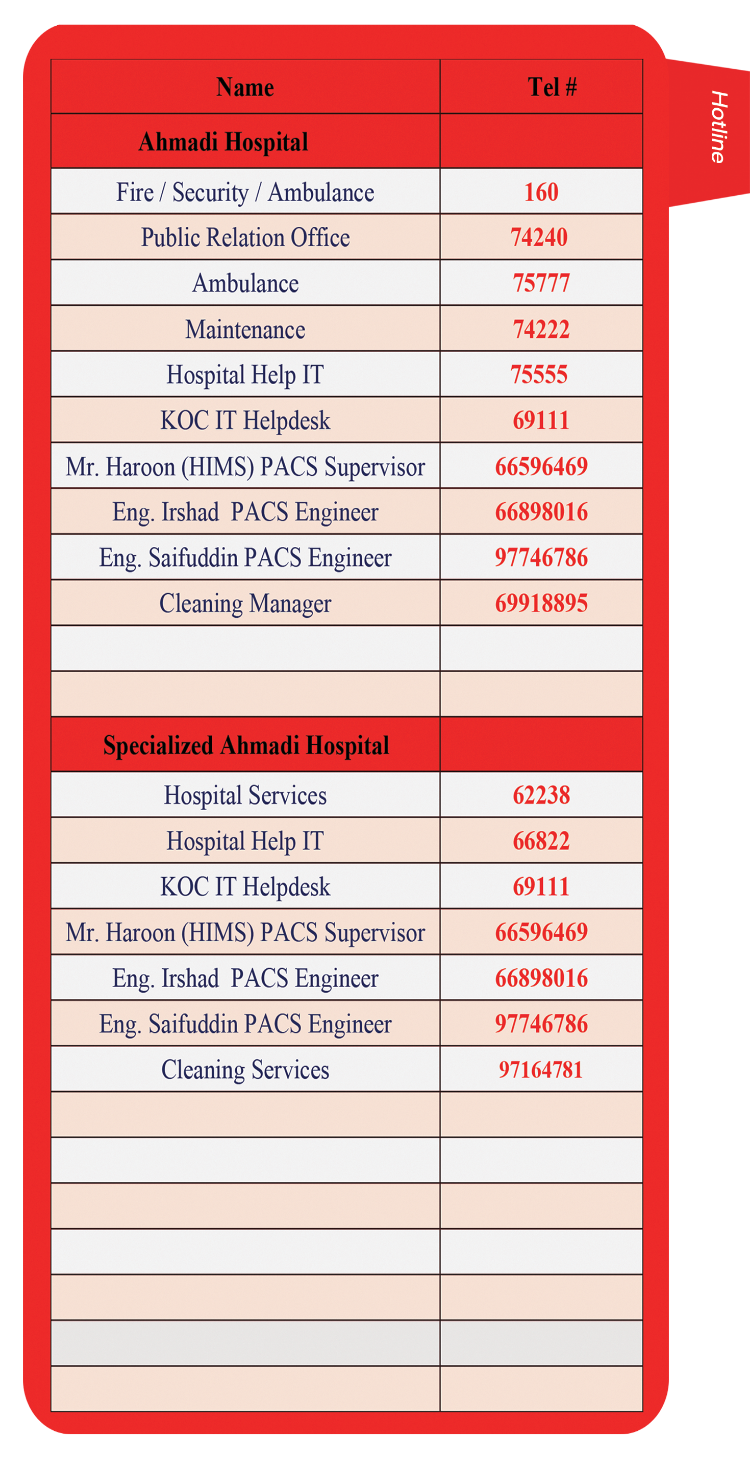 Name Tel #
Hotline
Ahmadi Hospital
Fire / Security / Ambulance 160
Public Relation Office 74240
Ambulance 75777
Maintenance 74222
Hospital Help IT 75555
KOC IT Helpdesk 69111
Mr. Haroon (HIMS) PACS Supervisor 66596469
Eng. Irshad  PACS Engineer 66898016
Eng. Saifuddin PACS Engineer 97746786
Cleaning Manager 69918895
Specialized Ahmadi Hospital
Hospital Services 62238
Hospital Help IT 66822
KOC IT Helpdesk 69111
Mr. Haroon (HIMS) PACS Supervisor 66596469
Eng. Irshad  PACS Engineer 66898016
Eng. Saifuddin PACS Engineer 97746786
Cleaning Services 97164781